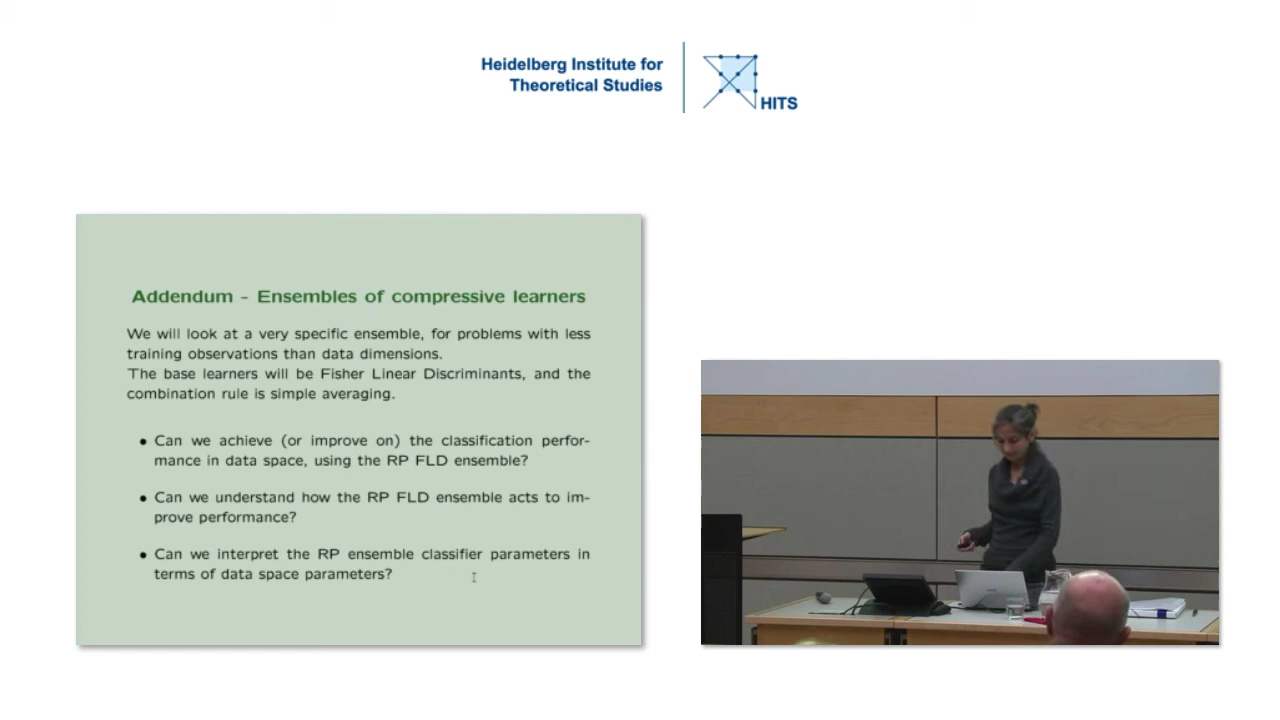 Heidelberg Institute for
Theoretical Studies
HITS
Addendum - Ensembles of compressive learners
We will look at a very specific ensemble, for problems with less
training observations than data dimensions.
The base learners will be Fisher Linear Discriminants, and the
combination rule is simple averaging.
• Can we achieve (or improve on) the classification perfor-
mance in data space, using the RP FLD ensemble?
• Can we understand how the RP FLD ensemble acts to im-
prove performance?
• Can we interpret the RP ensemble classifier parameters in
terms of data space parameters?